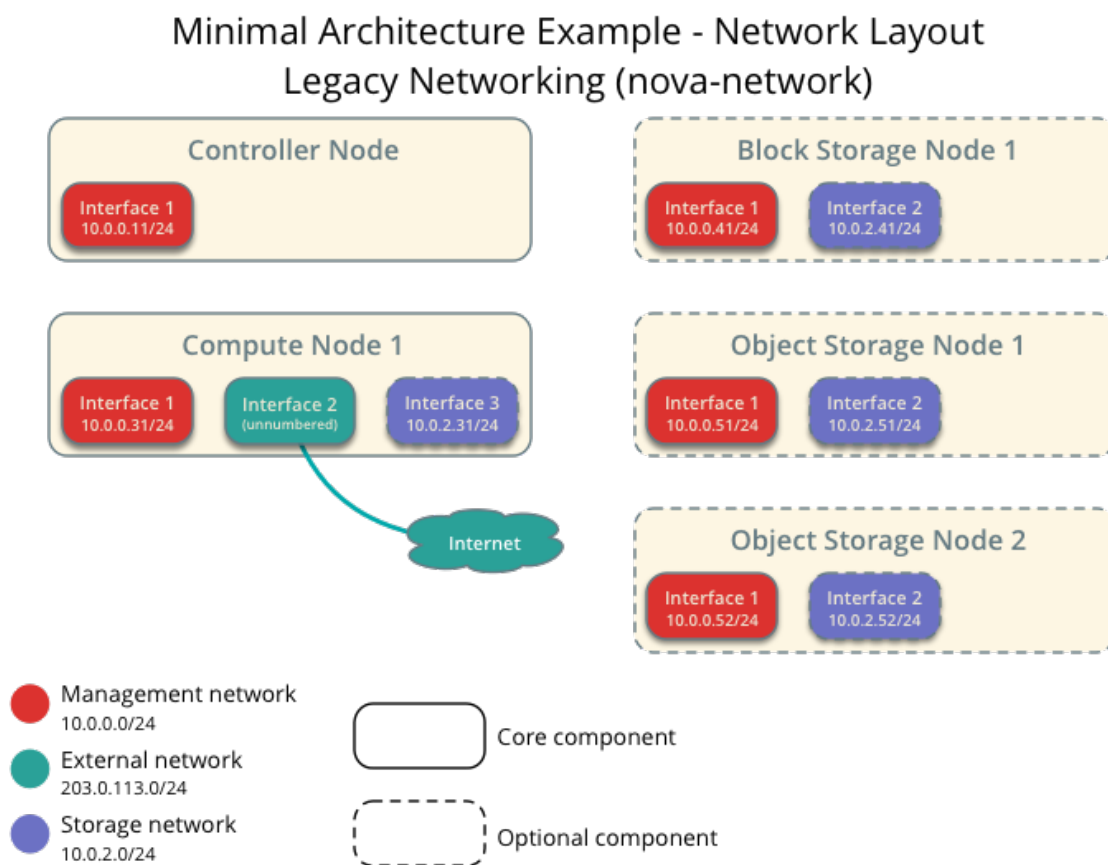 Minimal Architecture Example - Network Layout
Legacy Networking (nova-network)
Controller Node
Interface 1
10.0.0.11/24
Block Storage Node 1
Interface 1
10.0.0.41/24
Interface 2
10.0.2.41/24
Compute Node 1
Interface 1
10.0.0.31/24
Interface 2
(unnumbered)
Interface 3
10.0.2.31/24
Internet
Object Storage Node 1
Interface 1
10.0.0.51/24
Interface 2
10.0.2.51/24
Object Storage Node 2
Interface 1
10.0.0.52/24
Interface 2
10.0.2.52/24
Management network
10.0.0.0/24
External network
203.0.113.0/24
Storage network
10.0.2.0/24
Core component
Optional component